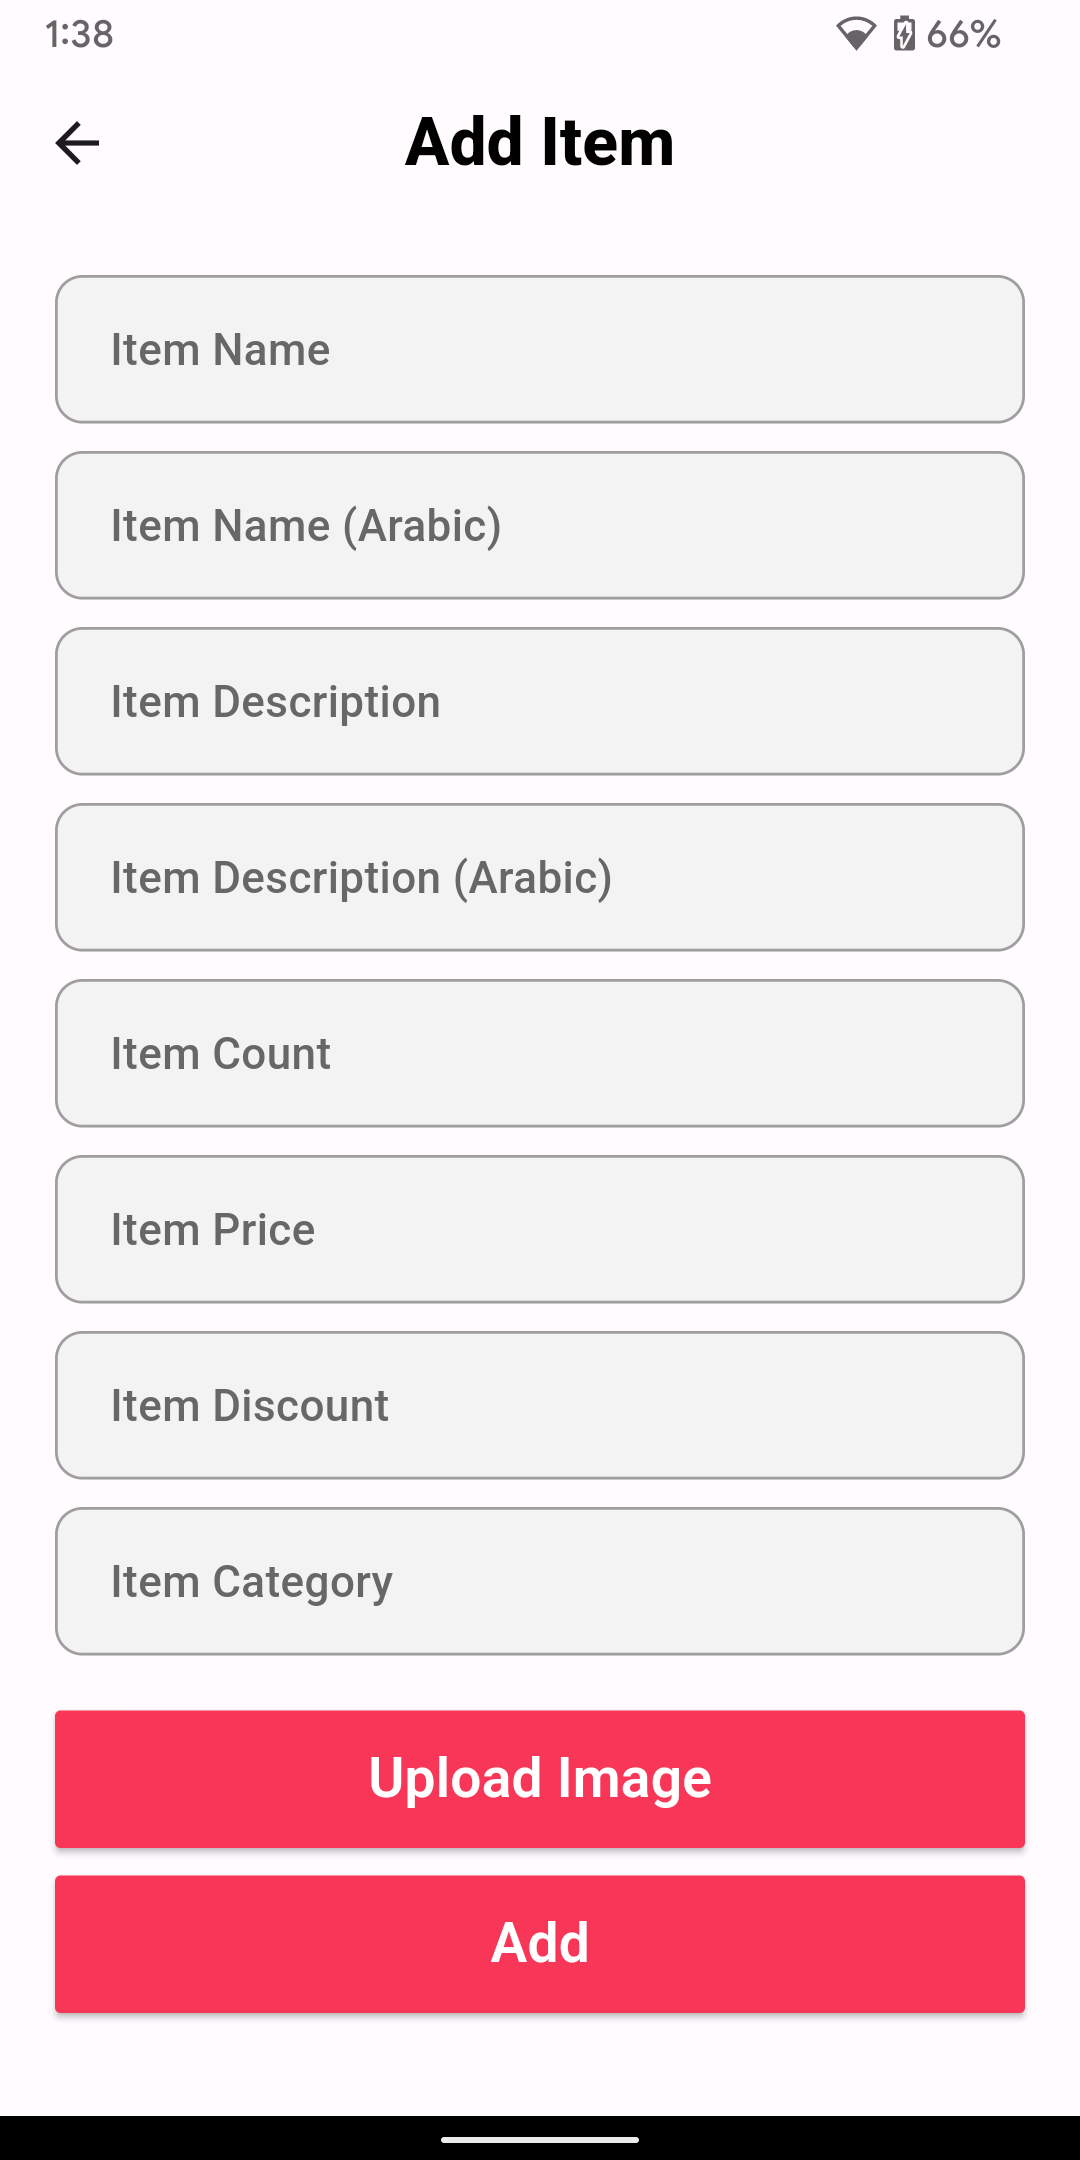 1:38
66%
Add Item
Item Name
Item Name (Arabic)
Item Description
Item Description (Arabic)
Item Count
Item Price
Item Discount
Item Category
Upload Image
Add